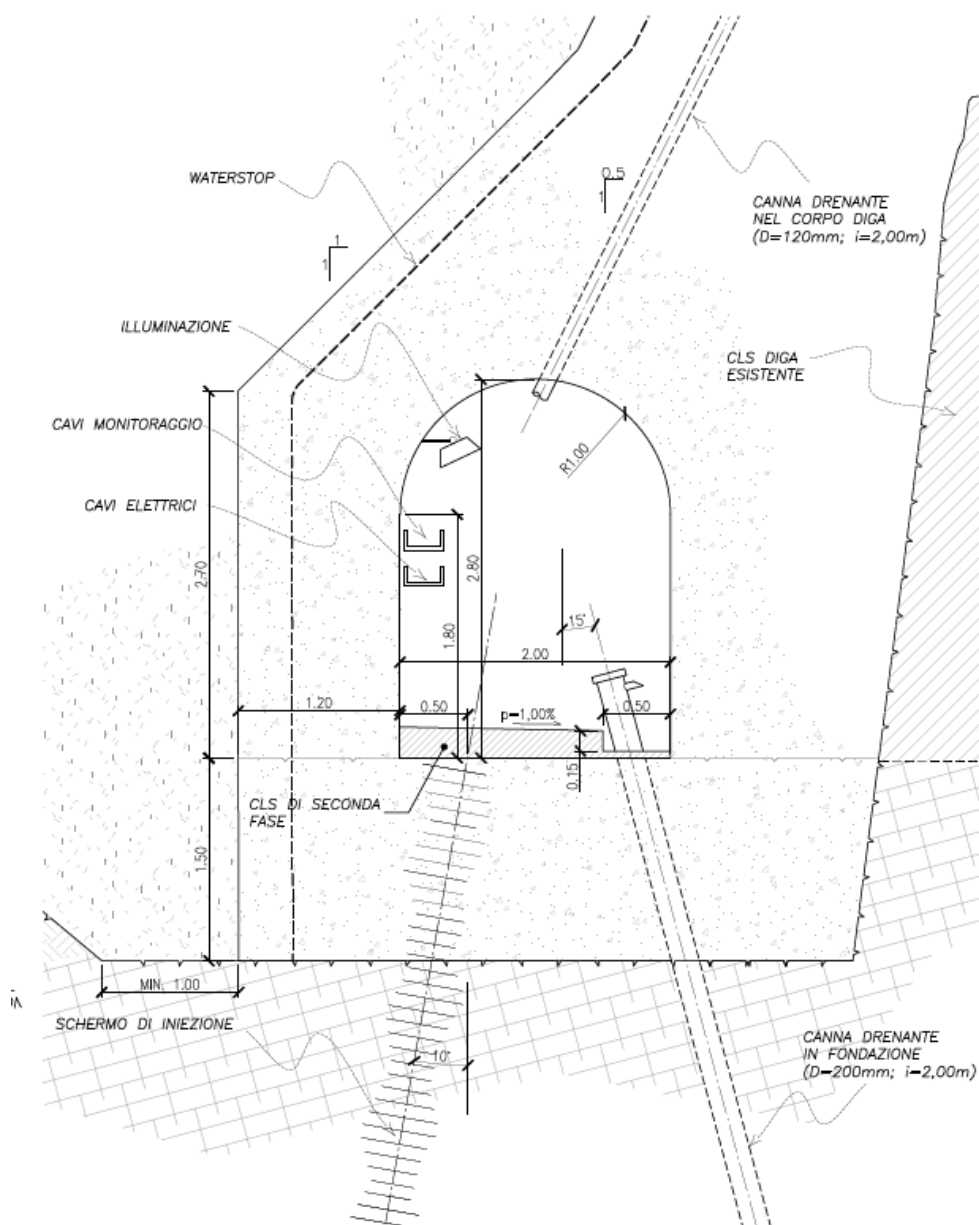 0.5
1
WATERSTOP
CANNA DRENANTE
NEL CORPO DIGA
(D=120mm; i=2,00m)
1
1
ILLUMINAZIONE
CLS DIGA
ESISTENTE
CAVI MONITORAGGIO
R1.00
CAVI ELETTRICI
2.70
2.80
1.80
15°
2.00
1.20
0.50
p=1,00%
0.50
0.15
CLS DI SECONDA
FASE
1.50
MIN. 1.00
SCHERMO DI INIEZIONE
10°
CANNA DRENANTE
IN FONDAZIONE
(D=200mm; i=2,00m)